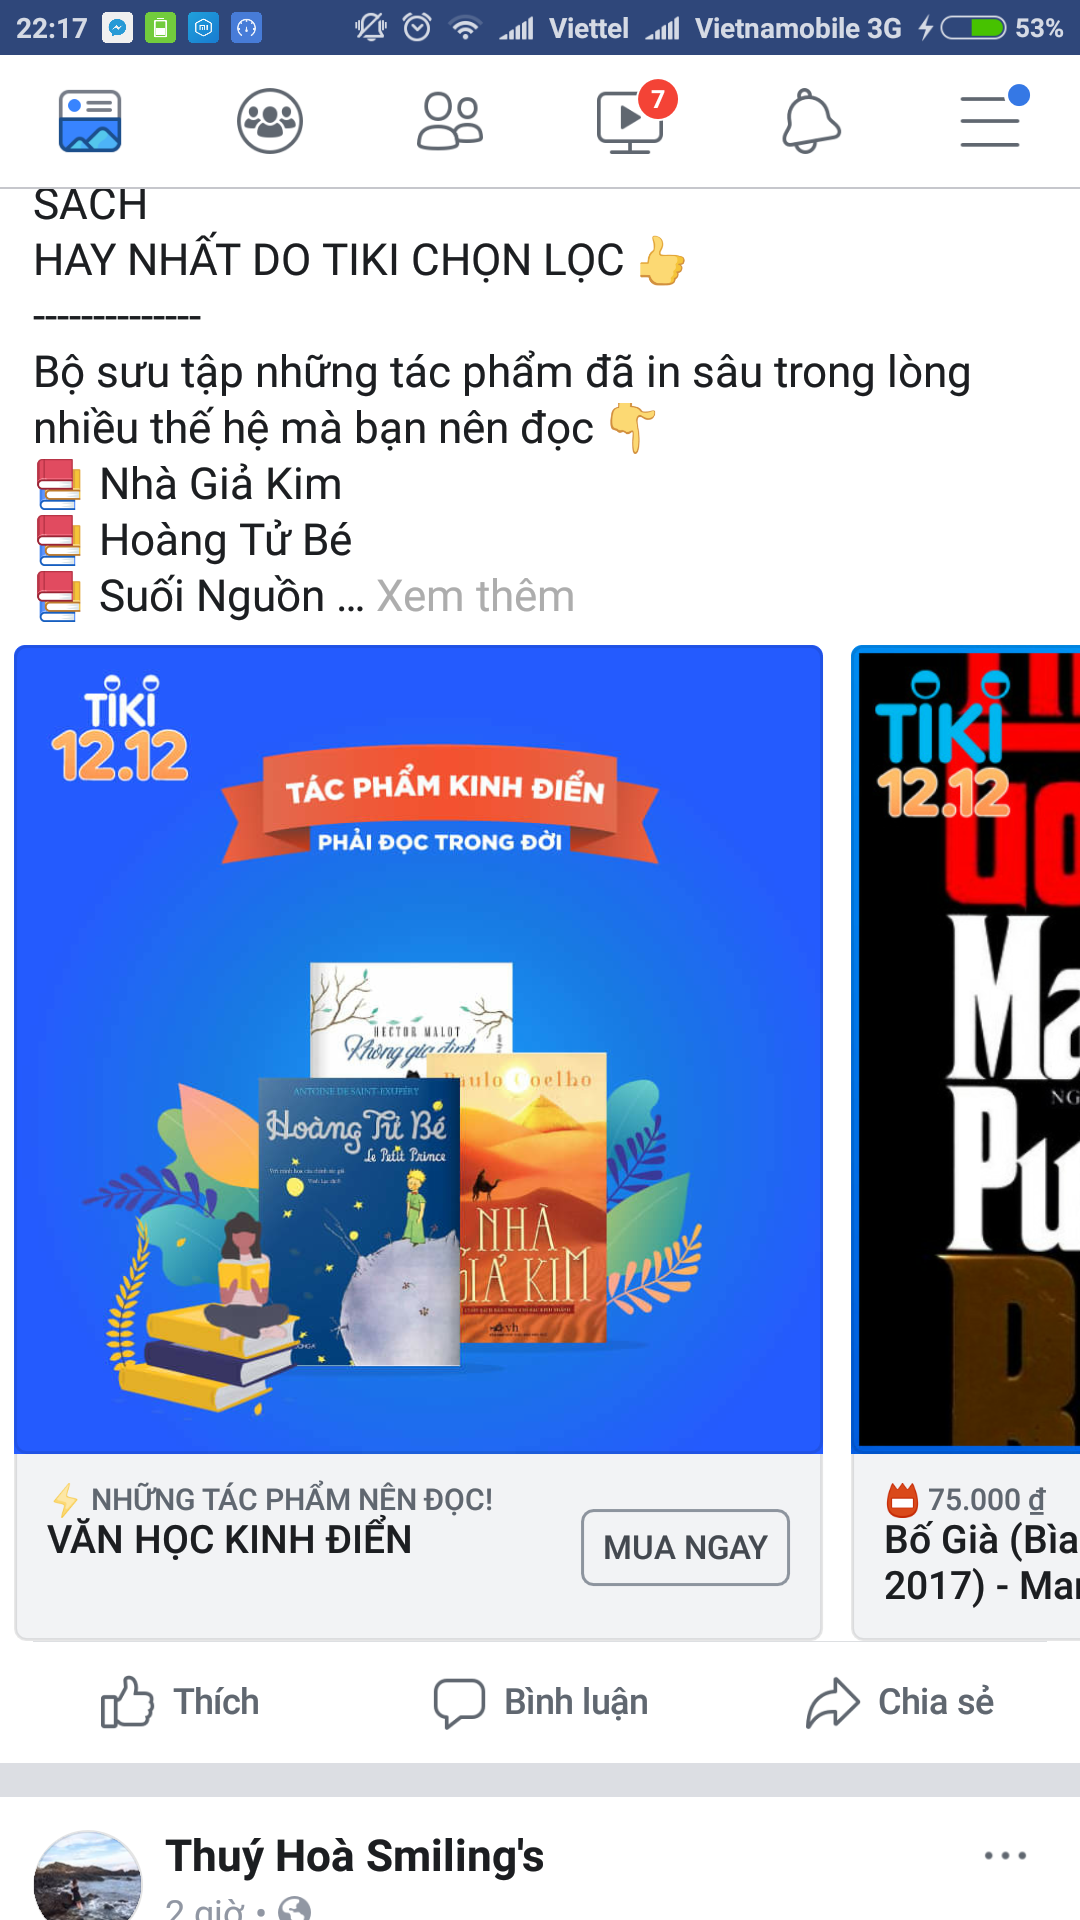 22:17 Viettel Vietnamobile 3G 53%
7
SÁCH
HAY NHẤT DO TIKI CHỌN LỌC 👍
--------------
Bộ sưu tập những tác phẩm đã in sâu trong lòng
nhiều thế hệ mà bạn nên đọc 👇
📚 Nhà Giả Kim
📚 Hoàng Tử Bé
📚 Suối Nguồn ... Xem thêm
TIKI
12.12
TÁC PHẨM KINH ĐIỂN
PHẢI ĐỌC TRONG ĐỜI
HECTOR MALOT
Không gia đình
Paulo Coelho
NHÀ
GIẢ KIM
ANTOINE DE SAINT-EXUPÉRY
Hoàng Tử Bé
Le Petit Prince
TIKI
12.12
Ma
NG
Pu
⚡ NHỮNG TÁC PHẨM NÊN ĐỌC!
VĂN HỌC KINH ĐIỂN
MUA NGAY
📛 75.000 ₫
Bố Già (Bìa
2017) - Mar
Thích
Bình luận
Chia sẻ
Thuý Hoà Smiling's
2 giờ